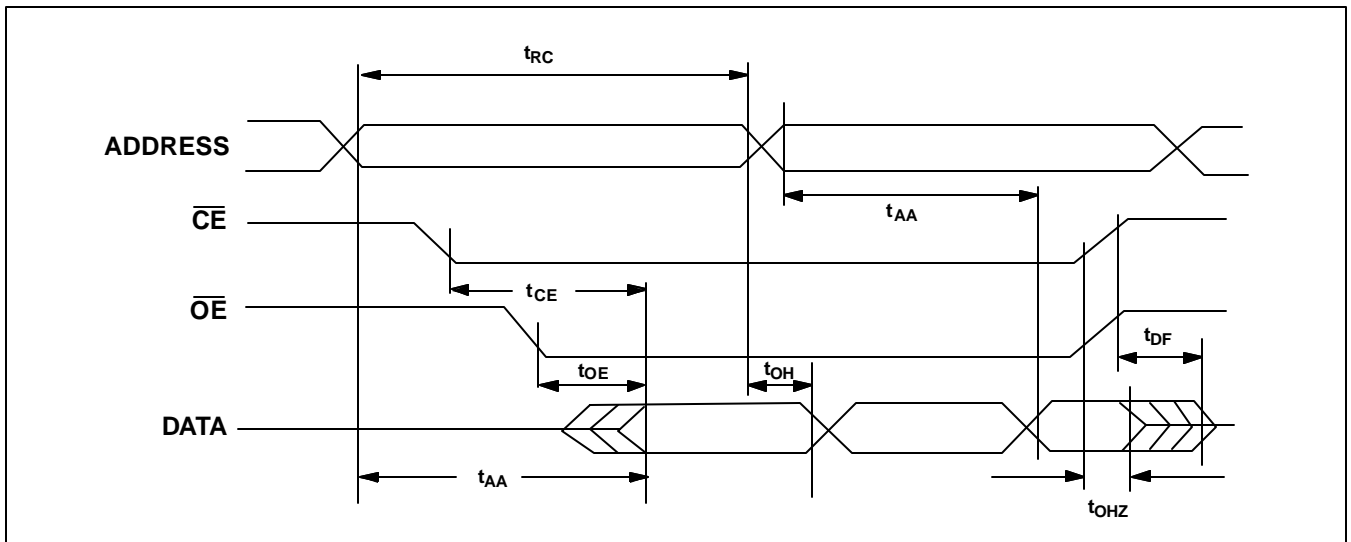 tRC
ADDRESS
tAA
CE
tCE
OE
tDF
tOE
tOH
DATA
tAA
tOHZ